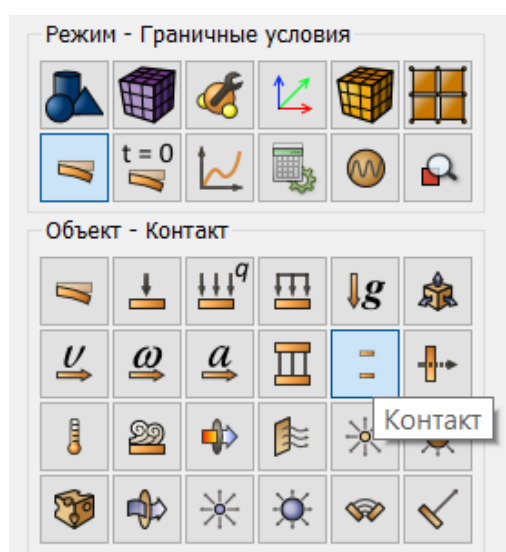 Режим - Граничные условия
t = 0
Объект - Контакт
q
g
υ ω a
Контакт